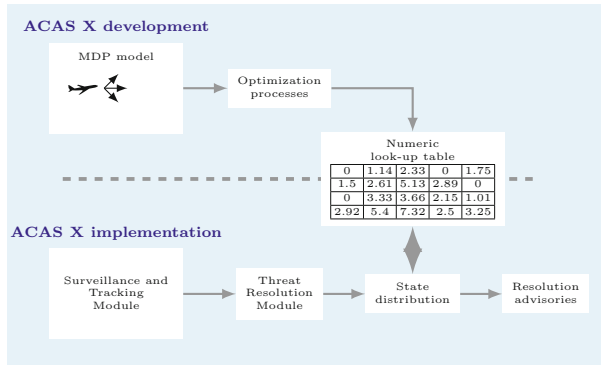 ACAS X development
MDP model
Optimization
processes
Numeric
look-up table
0 1.14 2.33 0 1.75
1.5 2.61 5.13 2.89 0
0 3.33 3.66 2.15 1.01
2.92 5.4 7.32 2.5 3.25
ACAS X implementation
Surveillance and
Tracking
Module
Threat
Resolution
Module
State
distribution
Resolution
advisories